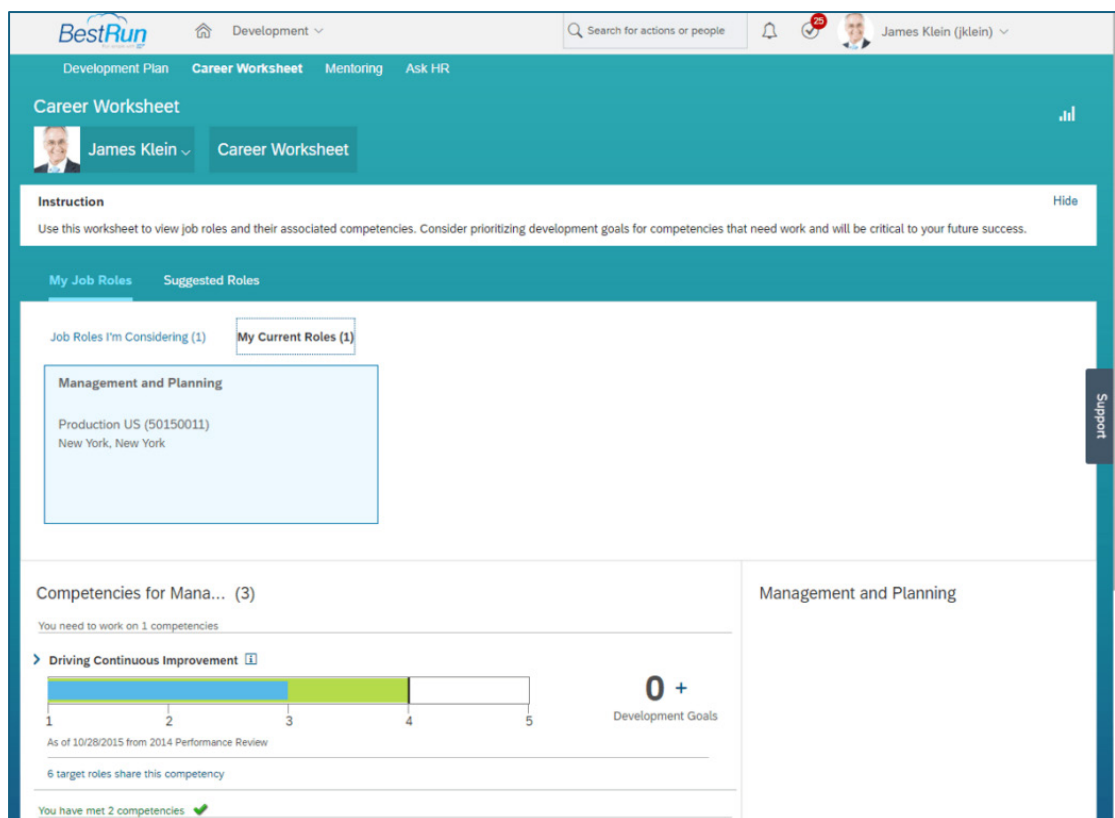 BestRun
Development
Search for actions or people
25
James Klein (jklein)
Development Plan
Career Worksheet
Mentoring
Ask HR
Career Worksheet
James Klein
Career Worksheet
Instruction
Hide
Use this worksheet to view job roles and their associated competencies. Consider prioritizing development goals for competencies that need work and will be critical to your future success.
My Job Roles
Suggested Roles
Job Roles I'm Considering (1)
My Current Roles (1)
Management and Planning
Production US (50150011)
New York, New York
Support
Competencies for Mana... (3)
Management and Planning
You need to work on 1 competencies
Driving Continuous Improvement
0 +
Development Goals
1 2 3 4 5
As of 10/28/2015 from 2014 Performance Review
6 target roles share this competency
You have met 2 competencies